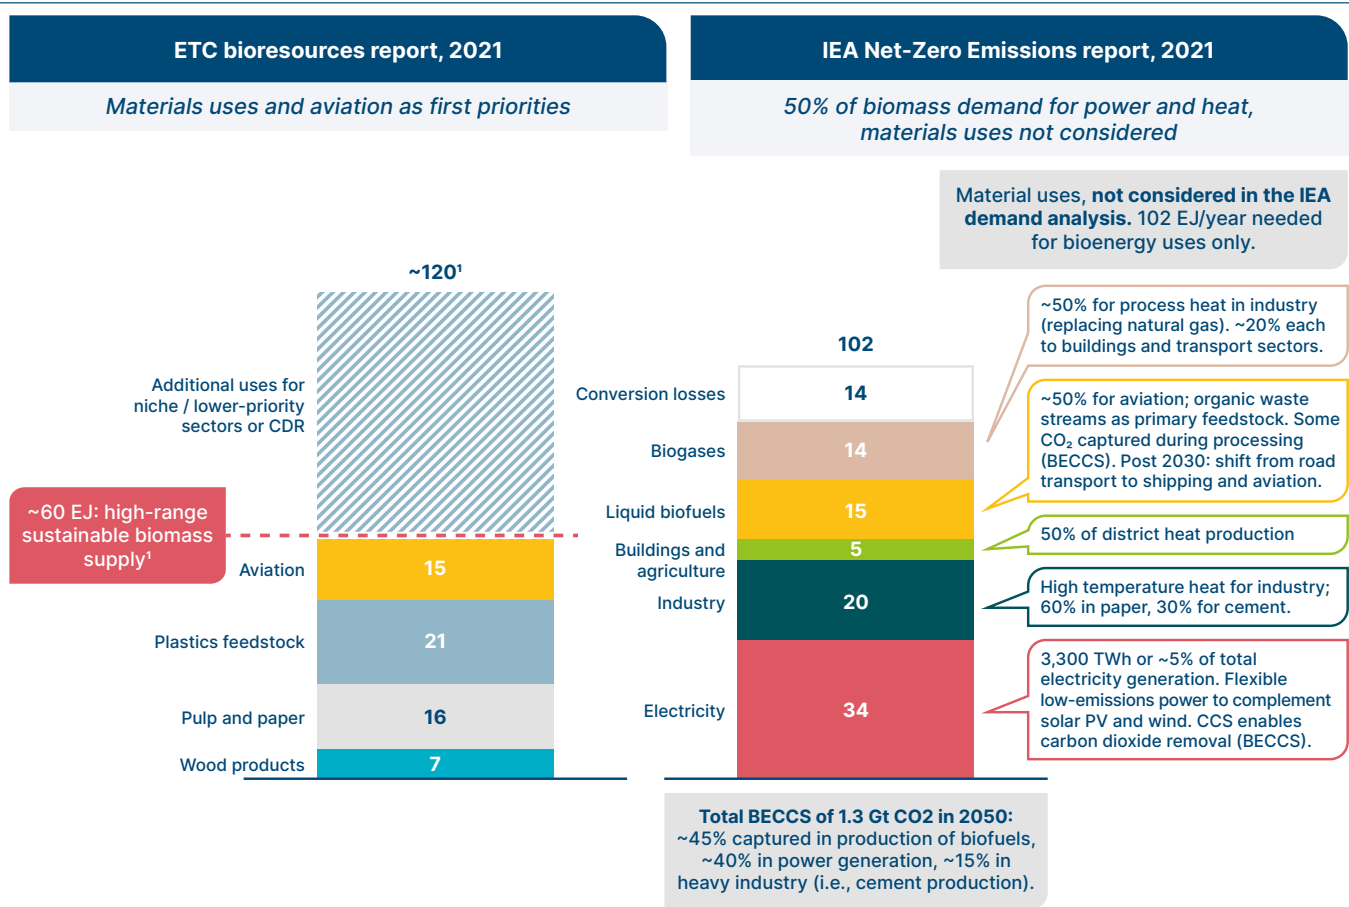 ETC bioresources report, 2021
Materials uses and aviation as first priorities
~120¹
Additional uses for
niche / lower-priority
sectors or CDR
~60 EJ: high-range
sustainable biomass
supply¹
Aviation
15
Plastics feedstock
21
Pulp and paper
16
Wood products
7
IEA Net-Zero Emissions report, 2021
50% of biomass demand for power and heat,
materials uses not considered
Material uses, not considered in the IEA
demand analysis. 102 EJ/year needed
for bioenergy uses only.
102
Conversion losses
14
Biogases
14
Liquid biofuels
15
Buildings and
agriculture
5
Industry
20
Electricity
34
~50% for process heat in industry
(replacing natural gas). ~20% each
to buildings and transport sectors.
~50% for aviation; organic waste
streams as primary feedstock. Some
CO₂ captured during processing
(BECCS). Post 2030: shift from road
transport to shipping and aviation.
50% of district heat production
High temperature heat for industry;
60% in paper, 30% for cement.
3,300 TWh or ~5% of total
electricity generation. Flexible
low-emissions power to complement
solar PV and wind. CCS enables
carbon dioxide removal (BECCS).
Total BECCS of 1.3 Gt CO2 in 2050:
~45% captured in production of biofuels,
~40% in power generation, ~15% in
heavy industry (i.e., cement production).